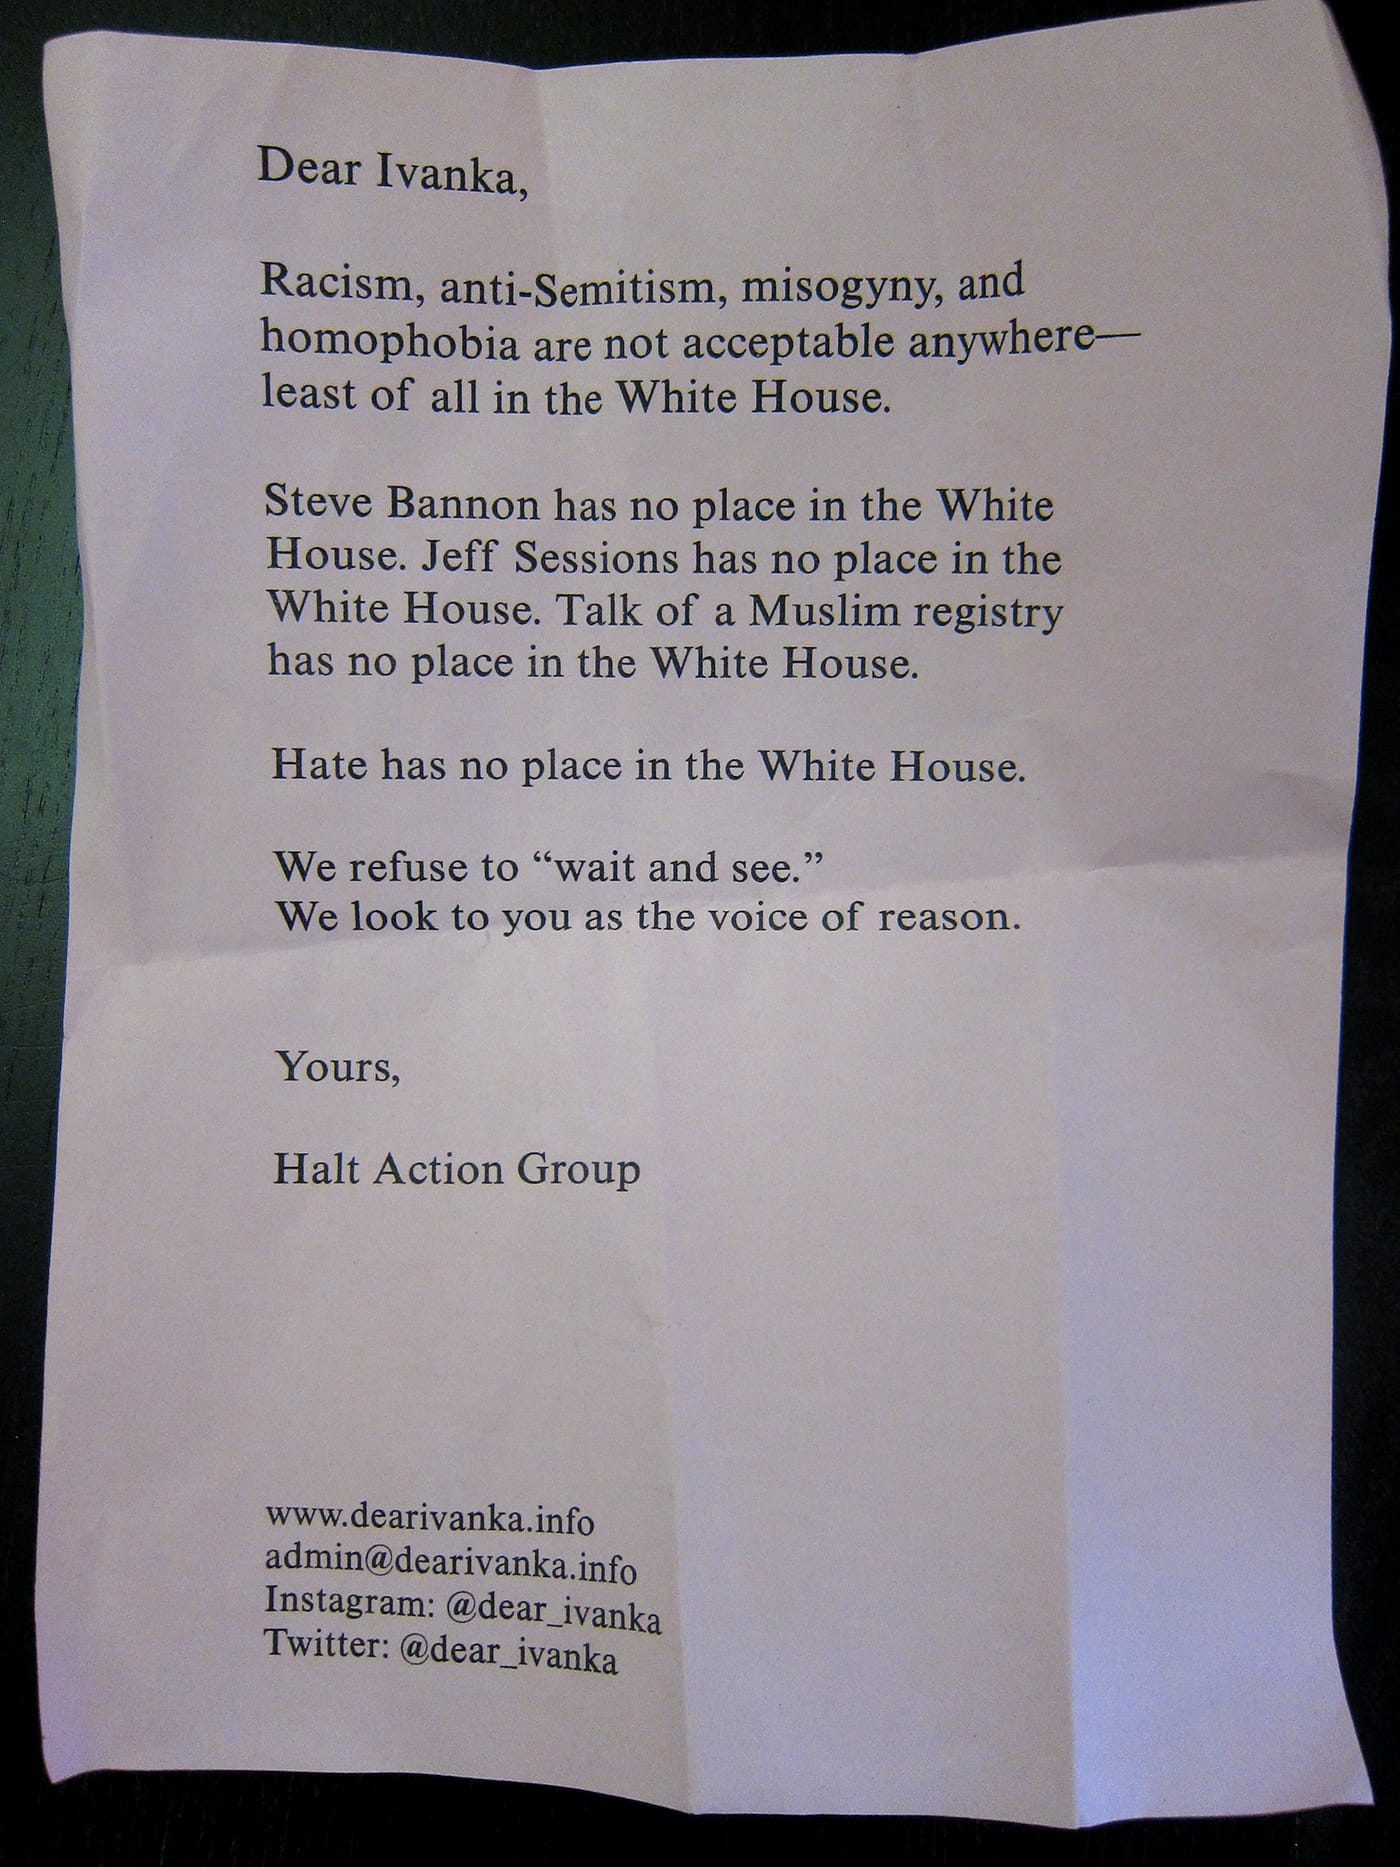 Dear Ivanka,
Racism, anti-Semitism, misogyny, and
homophobia are not acceptable anywhere—
least of all in the White House.
Steve Bannon has no place in the White
House. Jeff Sessions has no place in the
White House. Talk of a Muslim registry
has no place in the White House.
Hate has no place in the White House.
We refuse to “wait and see.”
We look to you as the voice of reason.
Yours,
Halt Action Group
www.dearivanka.info
admin@dearivanka.info
Instagram: @dear_ivanka
Twitter: @dear_ivanka